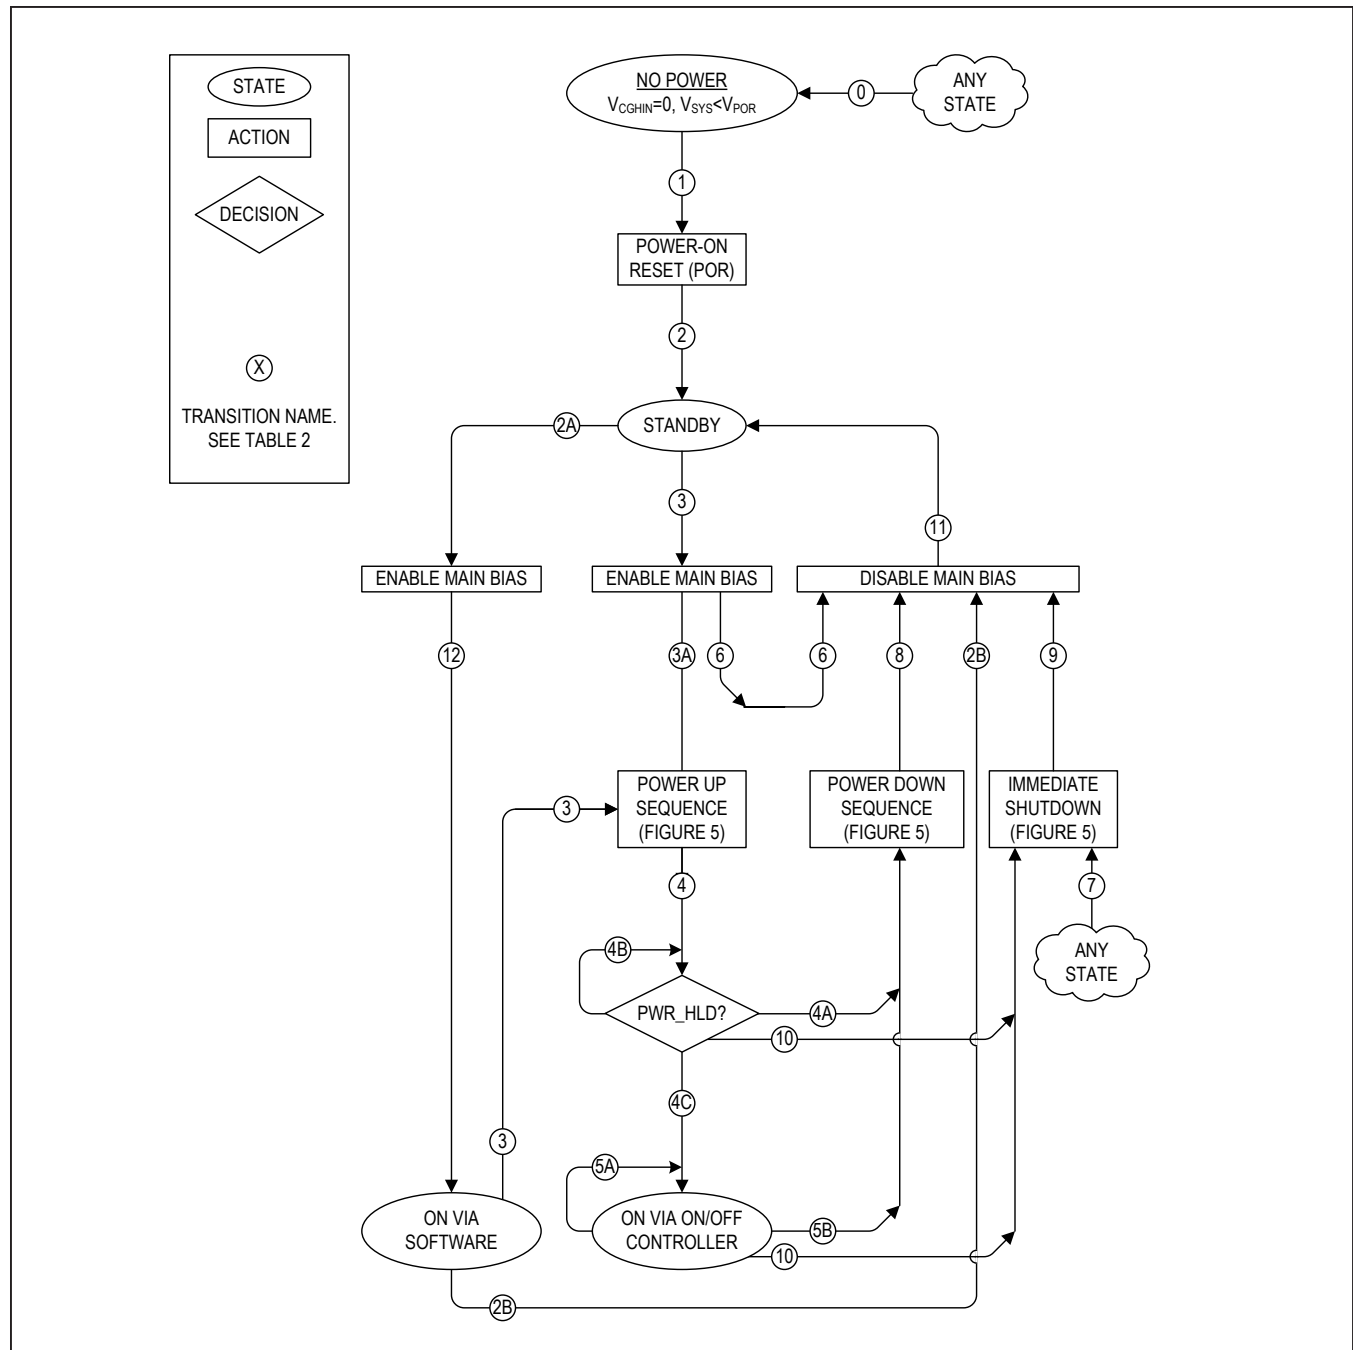 STATE
ACTION
DECISION
X
TRANSITION NAME.
SEE TABLE 2
NO POWER
VCGHIN=0, VSYS<VPOR
0
ANY
STATE
1
POWER-ON
RESET (POR)
2
2A
STANDBY
3
11
ENABLE MAIN BIAS
ENABLE MAIN BIAS
DISABLE MAIN BIAS
12
3A
6
6
8
2B
9
POWER UP
SEQUENCE
(FIGURE 5)
POWER DOWN
SEQUENCE
(FIGURE 5)
IMMEDIATE
SHUTDOWN
(FIGURE 5)
3
4
7
ANY
STATE
4B
PWR_HLD?
4A
10
4C
3
5A
ON VIA
SOFTWARE
ON VIA ON/OFF
CONTROLLER
5B
10
2B